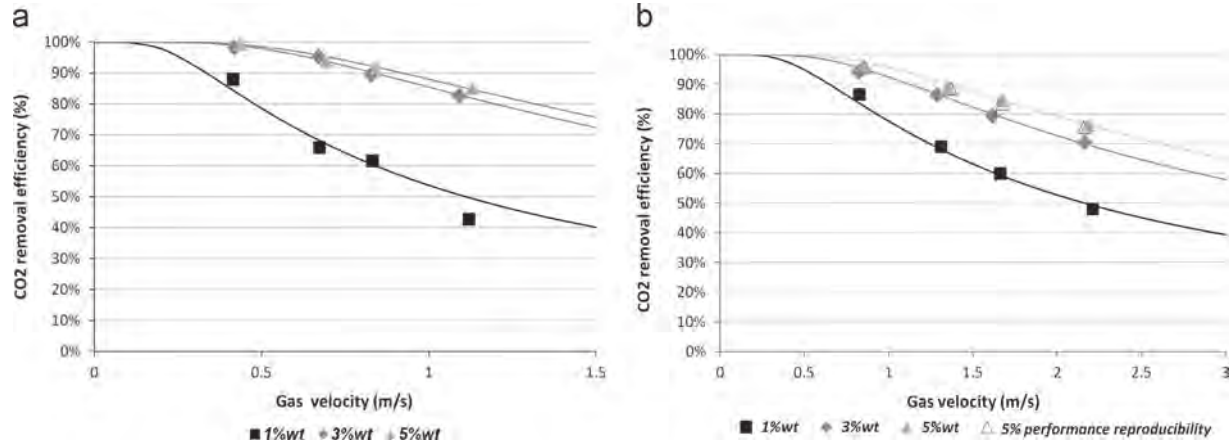 a
100%
90%
80%
70%
60%
50%
40%
30%
20%
10%
0%
CO2 removal efficiency (%)
0 0.5 1 1.5
Gas velocity (m/s)
1%wt 3%wt 5%wt
b
100%
90%
80%
70%
60%
50%
40%
30%
20%
10%
0%
CO2 removal efficiency (%)
0 0.5 1 1.5 2 2.5 3
Gas velocity (m/s)
1%wt 3%wt 5%wt 5% performance reproducibility